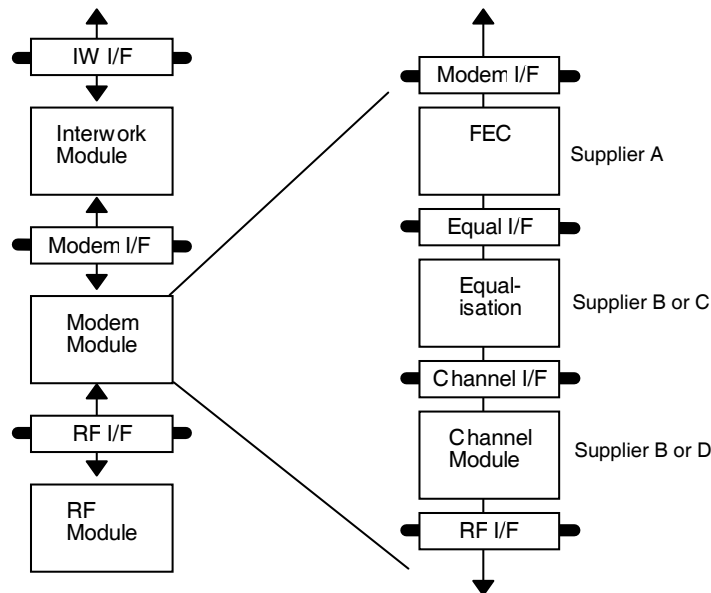 IW I/F
Interwork
Module
Modem I/F
Modem
Module
RF I/F
RF
Module
Modem I/F
FEC
Supplier A
Equal I/F
Equal-
isation
Supplier B or C
Channel I/F
Channel
Module
Supplier B or D
RF I/F